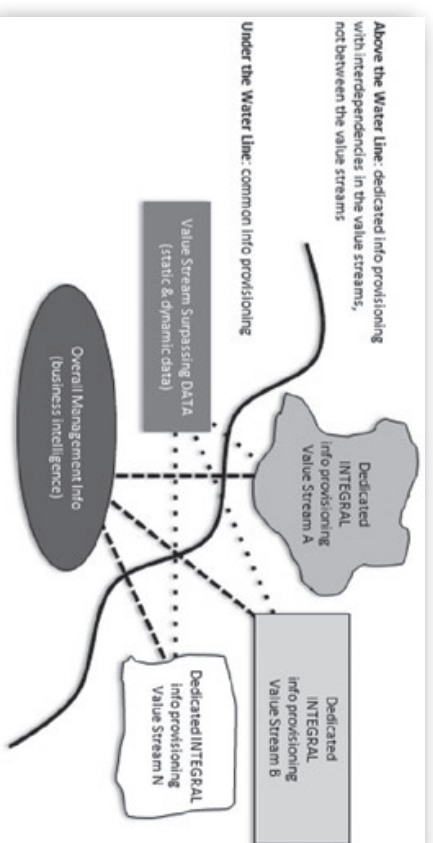 Above the Water Line: dedicated info provisioning
with interdependencies in the value streams,
not between the value streams
Dedicated
INTEGRAL
info provisioning
Value Stream A
Dedicated
INTEGRAL
info provisioning
Value Stream B
Dedicated INTEGRAL
info provisioning
Value Stream N
Under the Water Line: common info provisioning
Value Stream Surpassing DATA
(static & dynamic data)
Overall Management Info
(business intelligence)